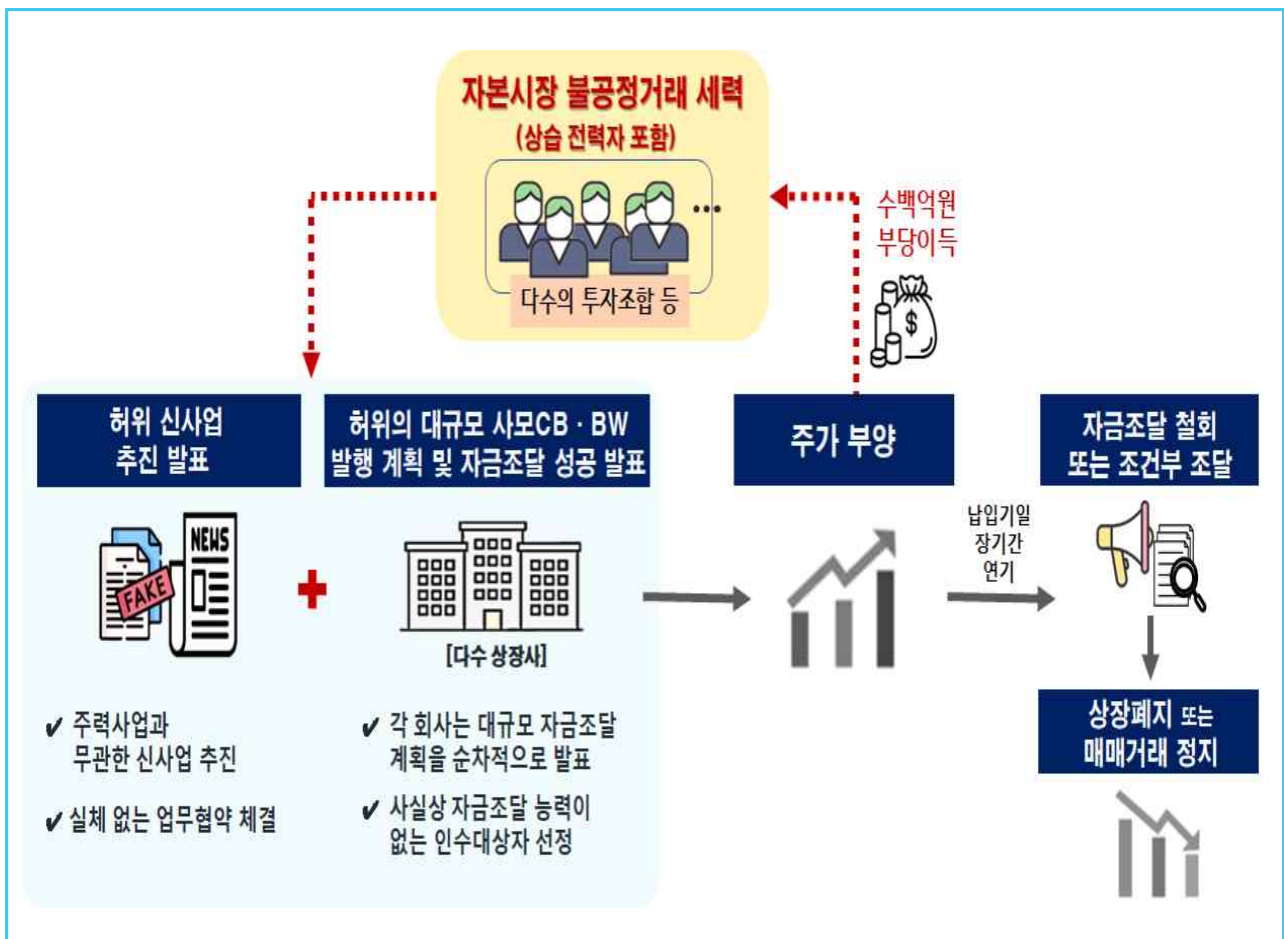 자본시장 불공정거래 세력
(상습 전력자 포함)
...
다수의 투자조합 등
수백억원
부당이득
$
허위 신사업
추진 발표
허위의 대규모 사모CB · BW
발행 계획 및 자금조달 성공 발표
주가 부양
자금조달 철회
또는 조건부 조달
NEWS
FAKE
+
[다수 상장사]
납입기일
장기간
연기
✔ 주력사업과
무관한 신사업 추진
✔ 실체 없는 업무협약 체결
✔ 각 회사는 대규모 자금조달
계획을 순차적으로 발표
✔ 사실상 자금조달 능력이
없는 인수대상자 선정
상장폐지 또는
매매거래 정지